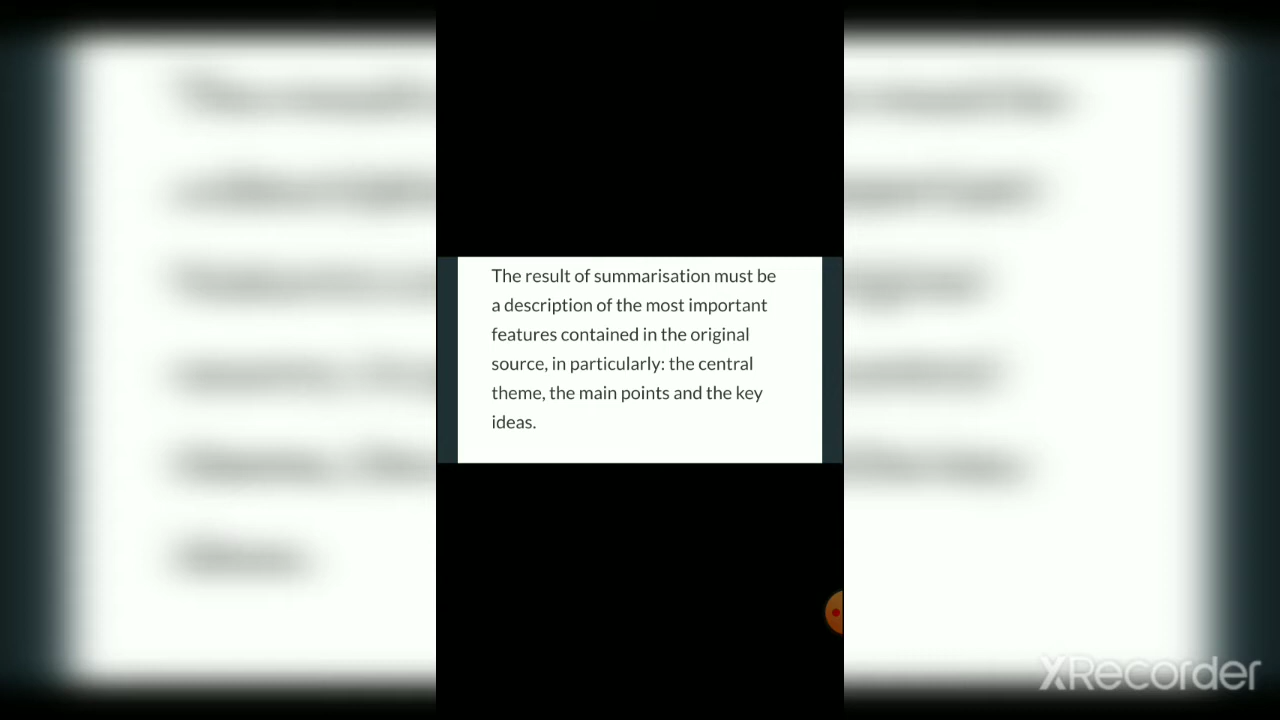 The result of summarisation must be
a description of the most important
features contained in the original
source, in particularly: the central
theme, the main points and the key
ideas.
XRecorder